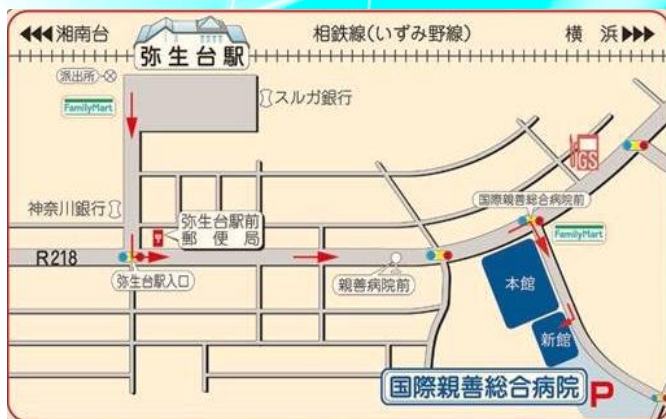 ◀◀◀湘南台
相鉄線(いずみ野線)
横 浜▶▶▶
弥生台駅
派出所
FamilyMart
スルガ銀行
GS
神奈川銀行
弥生台駅前
郵 便 局
国際親善総合病院前
FamilyMart
R218
弥生台駅入口
親善病院前
本館
新館
国際親善総合病院
P